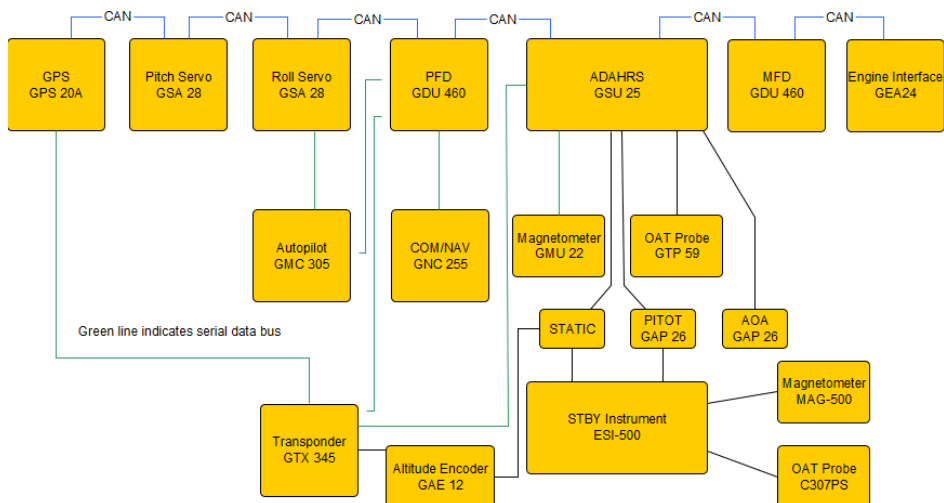 CAN
CAN
CAN
CAN
CAN
CAN
GPS
GPS 20A
Pitch Servo
GSA 28
Roll Servo
GSA 28
PFD
GDU 460
ADAHRS
GSU 25
MFD
GDU 460
Engine Interface
GEA24
Autopilot
GMC 305
COM/NAV
GNC 255
Magnetometer
GMU 22
OAT Probe
GTP 59
Green line indicates serial data bus
STATIC
PITOT
GAP 26
AOA
GAP 26
Magnetometer
MAG-500
STBY Instrument
ESI-500
Transponder
GTX 345
Altitude Encoder
GAE 12
OAT Probe
C307PS